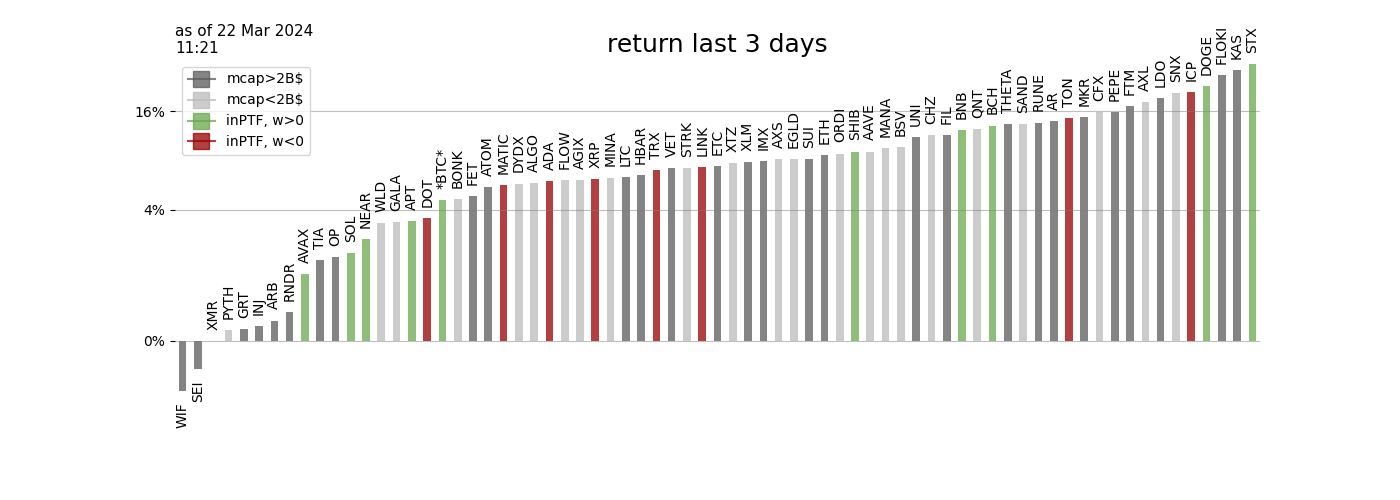 as of 22 Mar 2024
11:21
return last 3 days
mcap>2B$
mcap<2B$
inPTF, w>0
inPTF, w<0
16%
4%
0%
WIF
SEI
XMR
PYTH
GRT
INJ
ARB
RNDR
AVAX
TIA
OP
SOL
NEAR
WLD
GALA
APT
DOT
*BTC*
BONK
FET
ATOM
MATIC
DYDX
ALGO
ADA
FLOW
AGIX
XRP
MINA
LTC
HBAR
TRX
VET
STRK
LINK
ETC
XTZ
XLM
IMX
AXS
EGLD
SUI
ETH
ORDI
SHIB
AAVE
MANA
BSV
UNI
CHZ
FIL
BNB
QNT
BCH
THETA
SAND
RUNE
AR
TON
MKR
CFX
PEPE
FTM
AXL
LDO
SNX
ICP
DOGE
FLOKI
KAS
STX